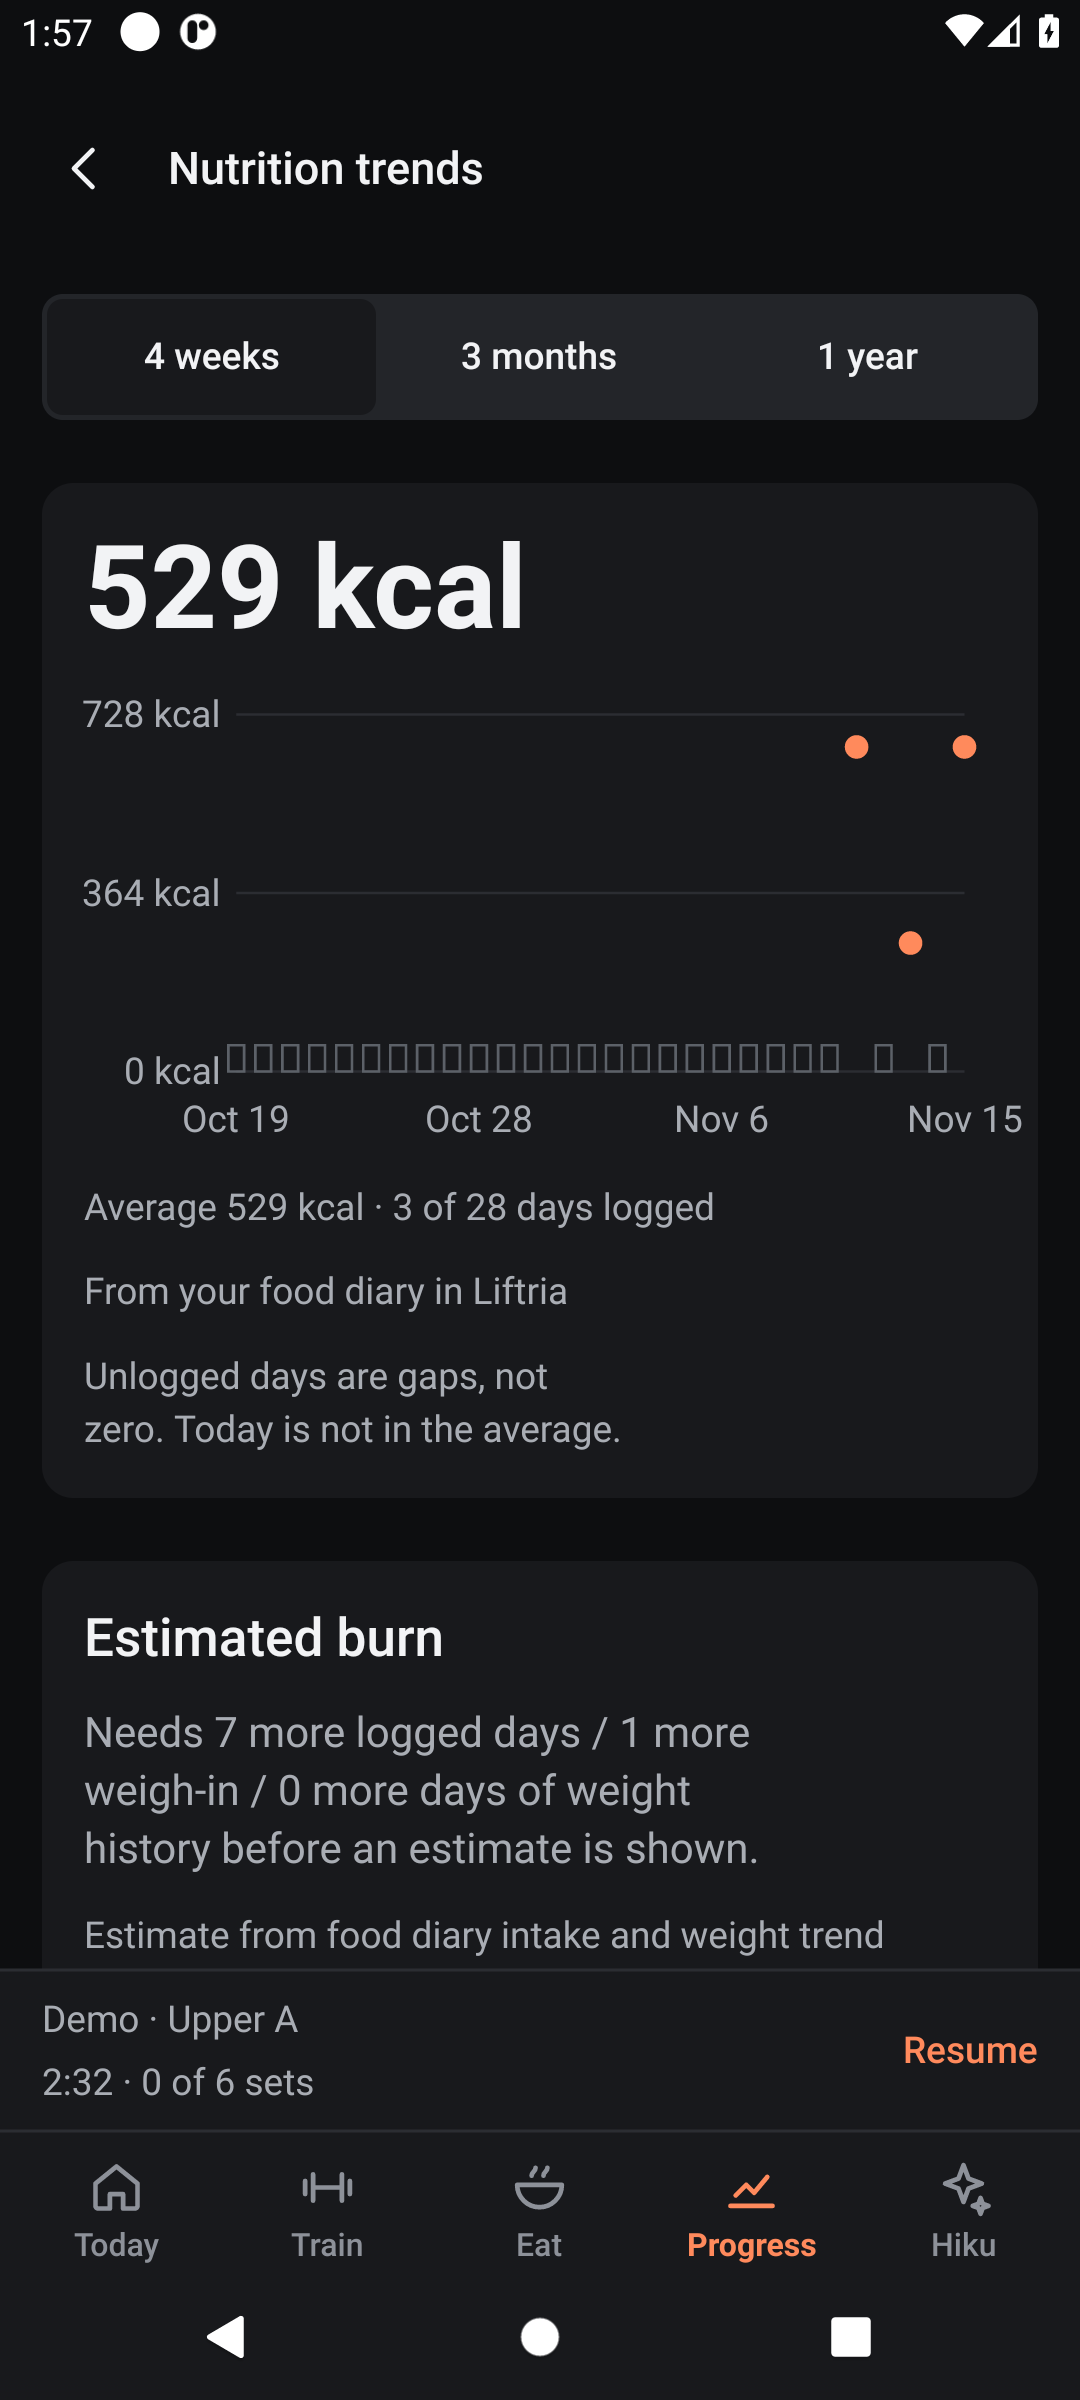 1:57
Nutrition trends
4 weeks
3 months
1 year
529 kcal
728 kcal
364 kcal
0 kcal
Oct 19
Oct 28
Nov 6
Nov 15
Average 529 kcal · 3 of 28 days logged
From your food diary in Liftria
Unlogged days are gaps, not
zero. Today is not in the average.
Estimated burn
Needs 7 more logged days / 1 more
weigh-in / 0 more days of weight
history before an estimate is shown.
Estimate from food diary intake and weight trend
Demo · Upper A
2:32 · 0 of 6 sets
Resume
Today
Train
Eat
Progress
Hiku